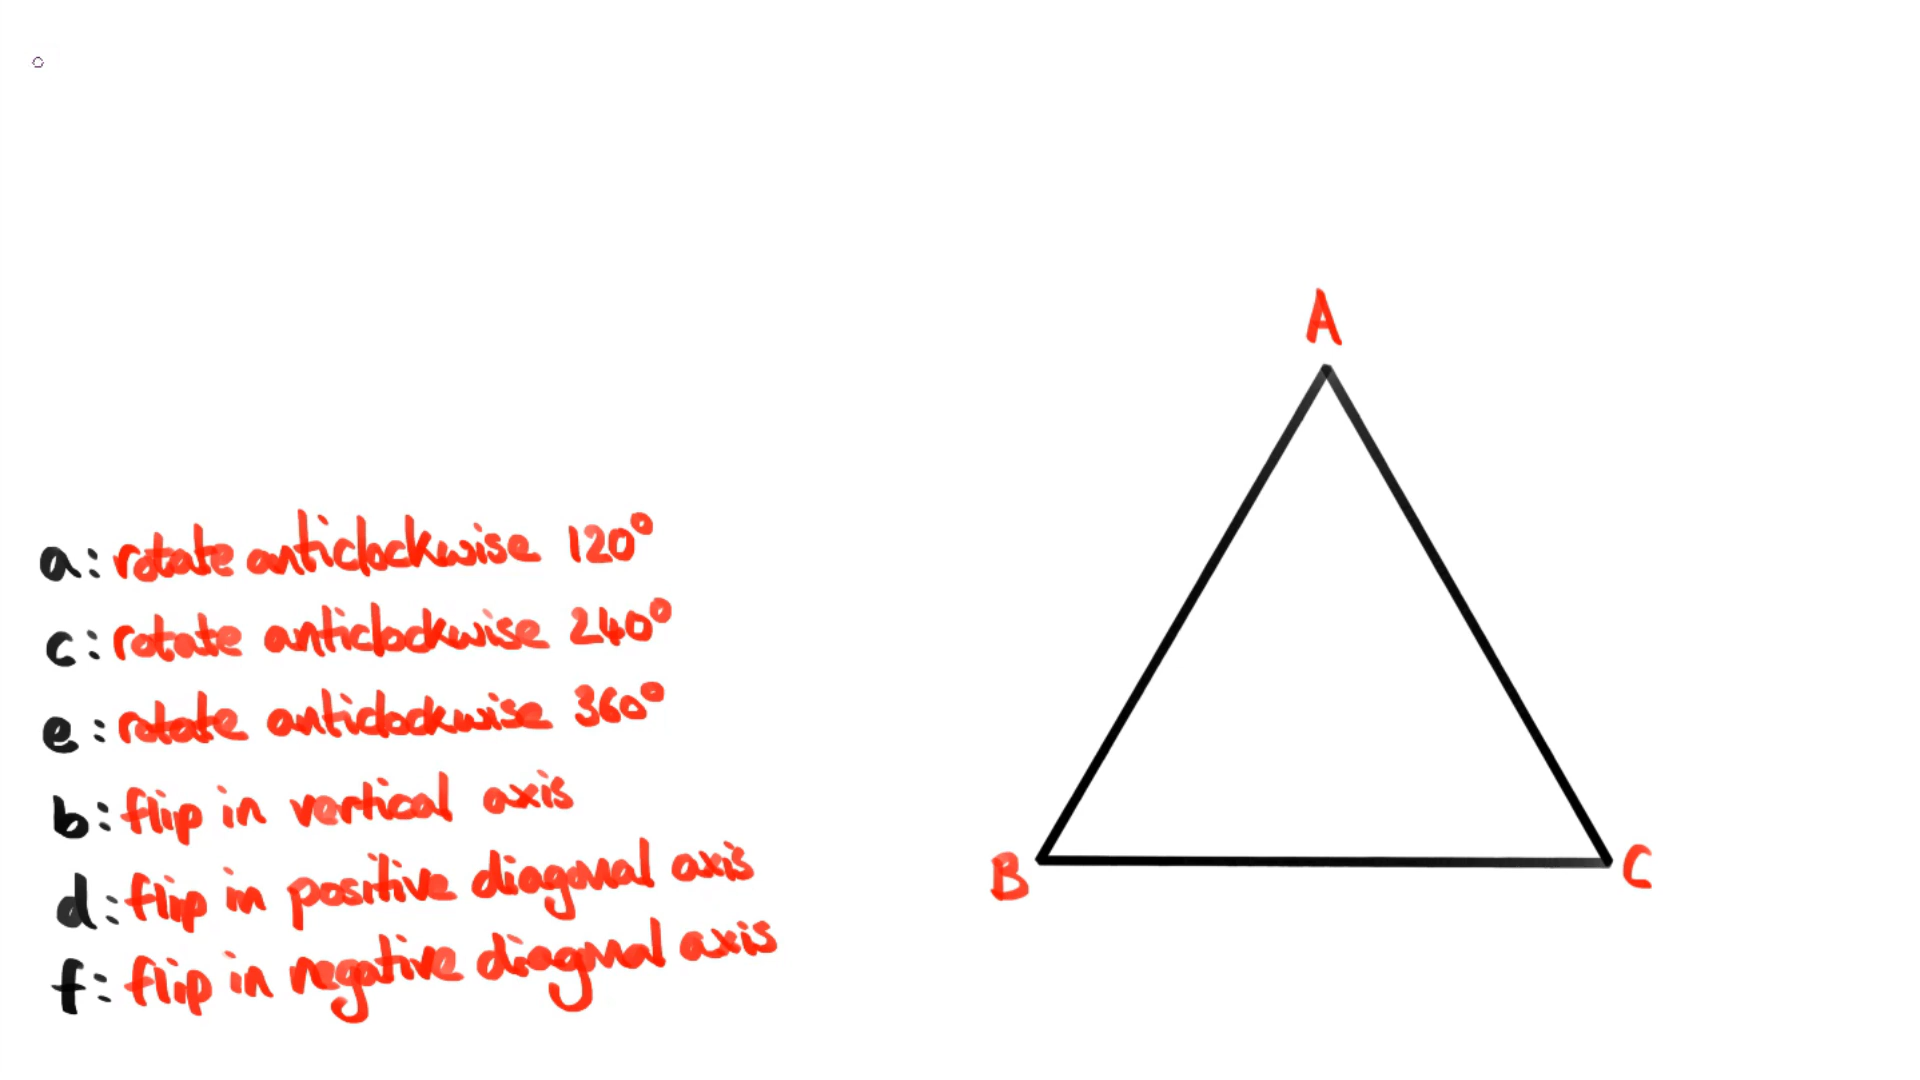 A
a: rotate anticlockwise 120°
c: rotate anticlockwise 240°
e: rotate anticlockwise 360°
b: flip in vertical axis
d: flip in positive diagonal axis
f: flip in negative diagonal axis
B
C